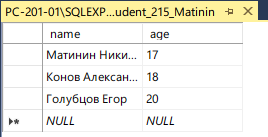 PC-201-01\SQLEXP...udent_215_Matinin
name age
Матинин Ники... 17
Конов Алексан... 18
Голубцов Егор 20
NULL NULL